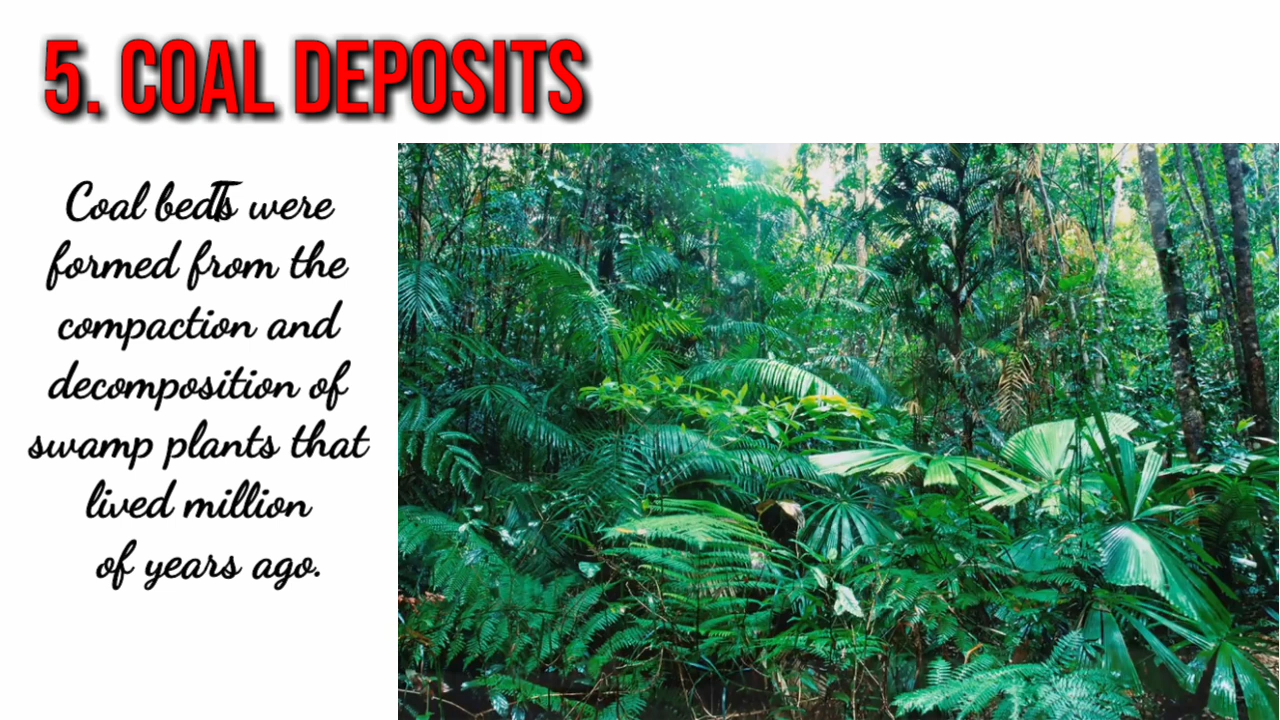 5. COAL DEPOSITS
Coal beds were
formed from the
compaction and
decomposition of
swamp plants that
lived million
of years ago.